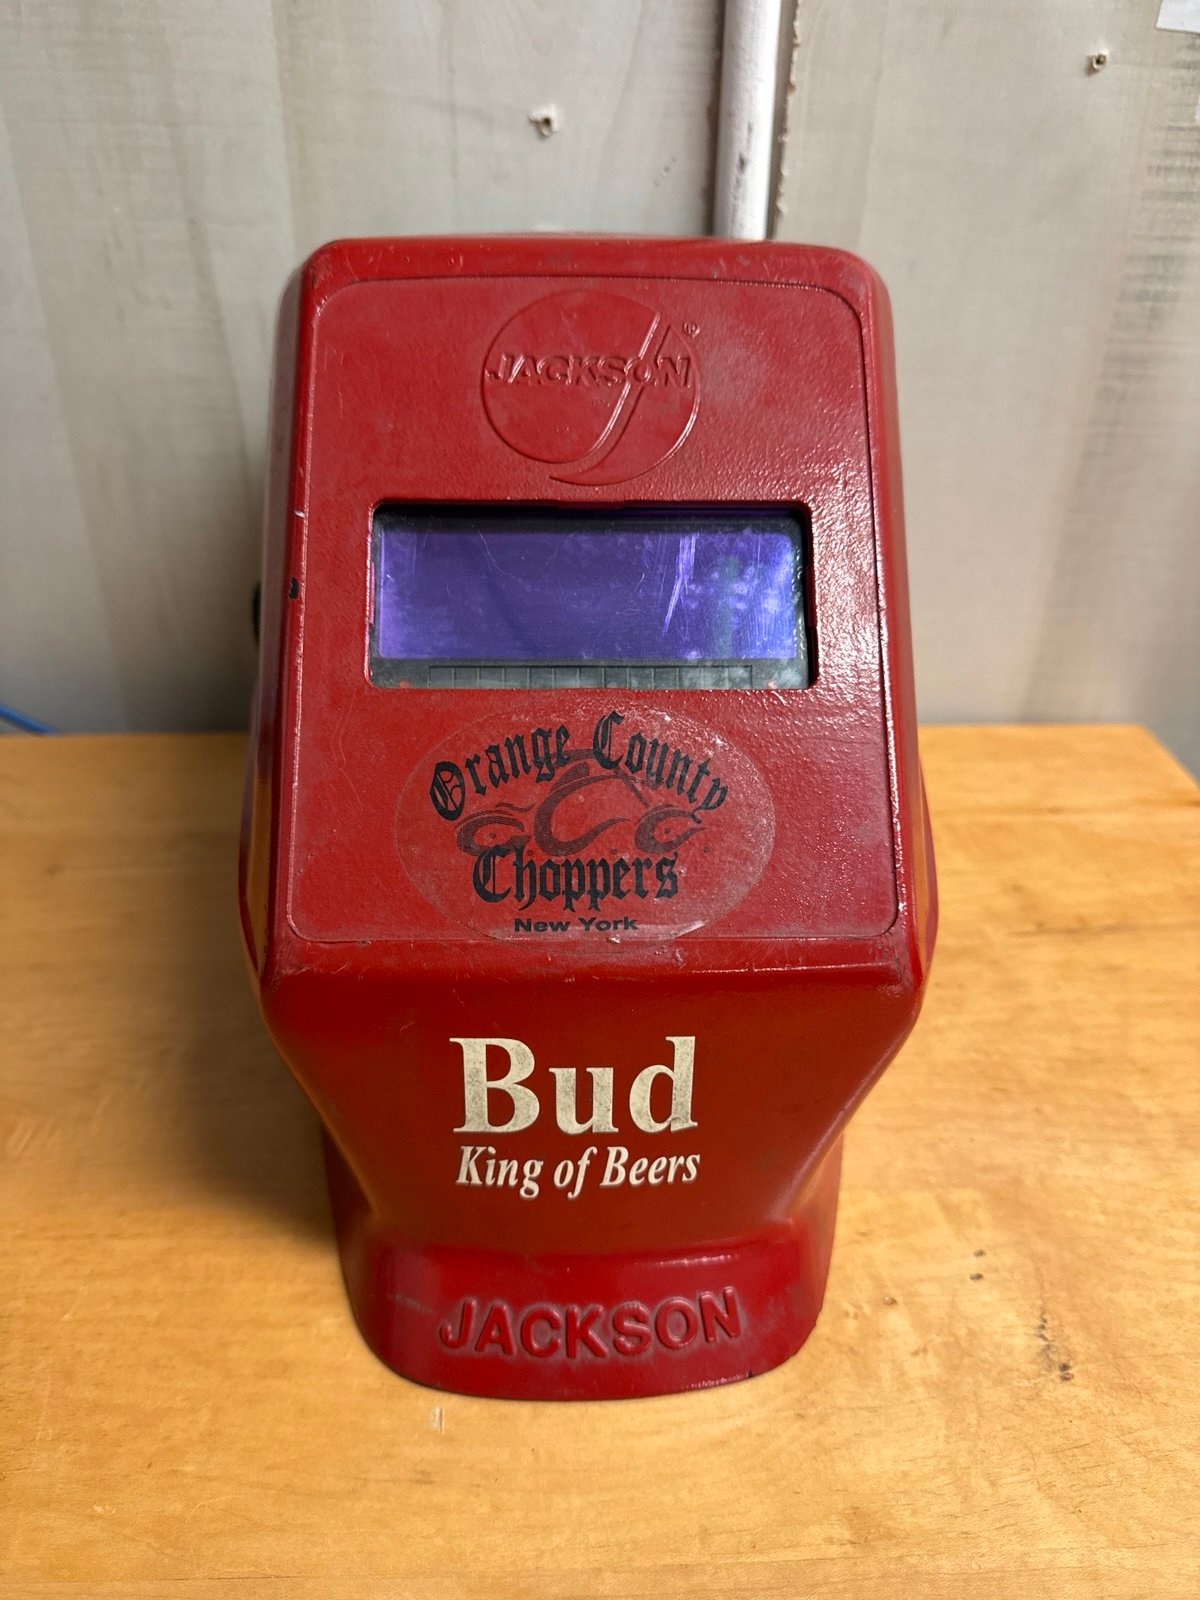 JACKSON®
Orange County
Choppers
New York
Bud
King of Beers
JACKSON